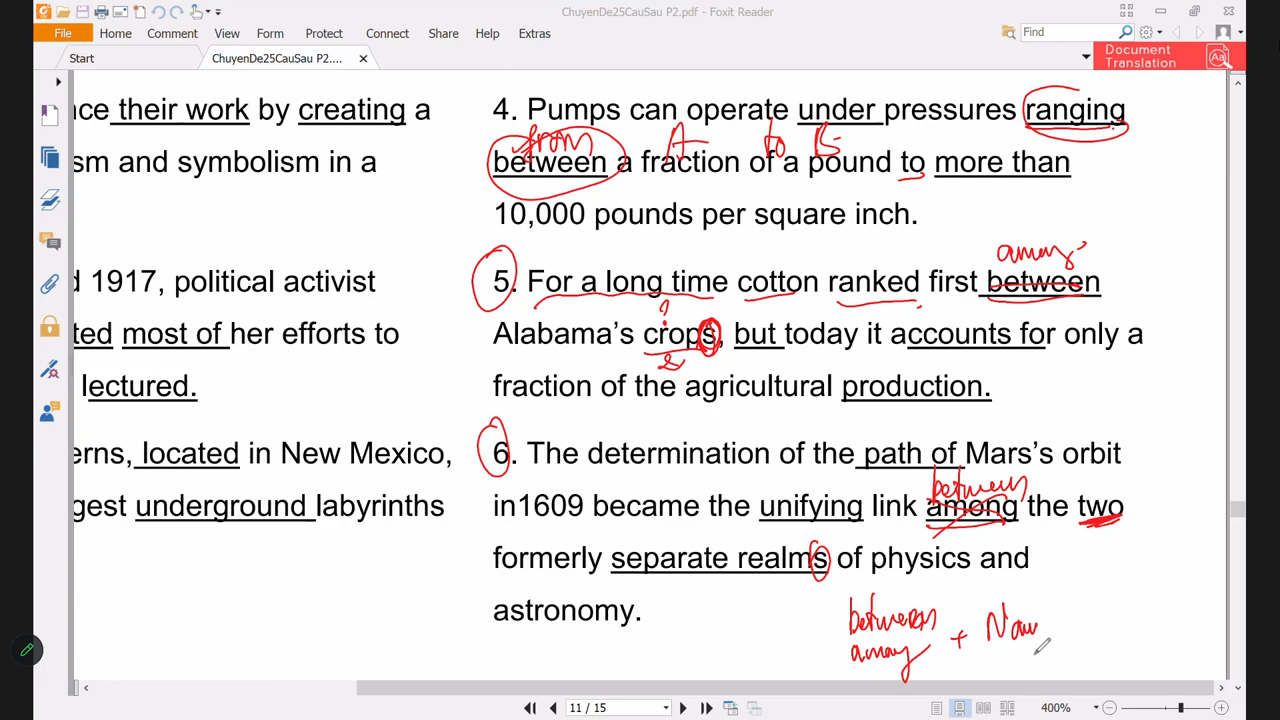 ChuyenDe25CauSau P2.pdf - Foxit Reader
File Home Comment View Form Protect Connect Share Help Extras
Find
Start
ChuyenDe25CauSau P2....
Document Translation
nce their work by creating a
ism and symbolism in a
d 1917, political activist
ted most of her efforts to
lectured.
erns, located in New Mexico,
gest underground labyrinths
4. Pumps can operate under pressures ranging
from A to B
between a fraction of a pound to more than
10,000 pounds per square inch.
among
5. For a long time cotton ranked first between
?
Alabama's crops, but today it accounts for only a
fraction of the agricultural production.
6. The determination of the path of Mars's orbit
between
in1609 became the unifying link among the two
formerly separate realms of physics and
astronomy.
between
among + N
11 / 15
400%